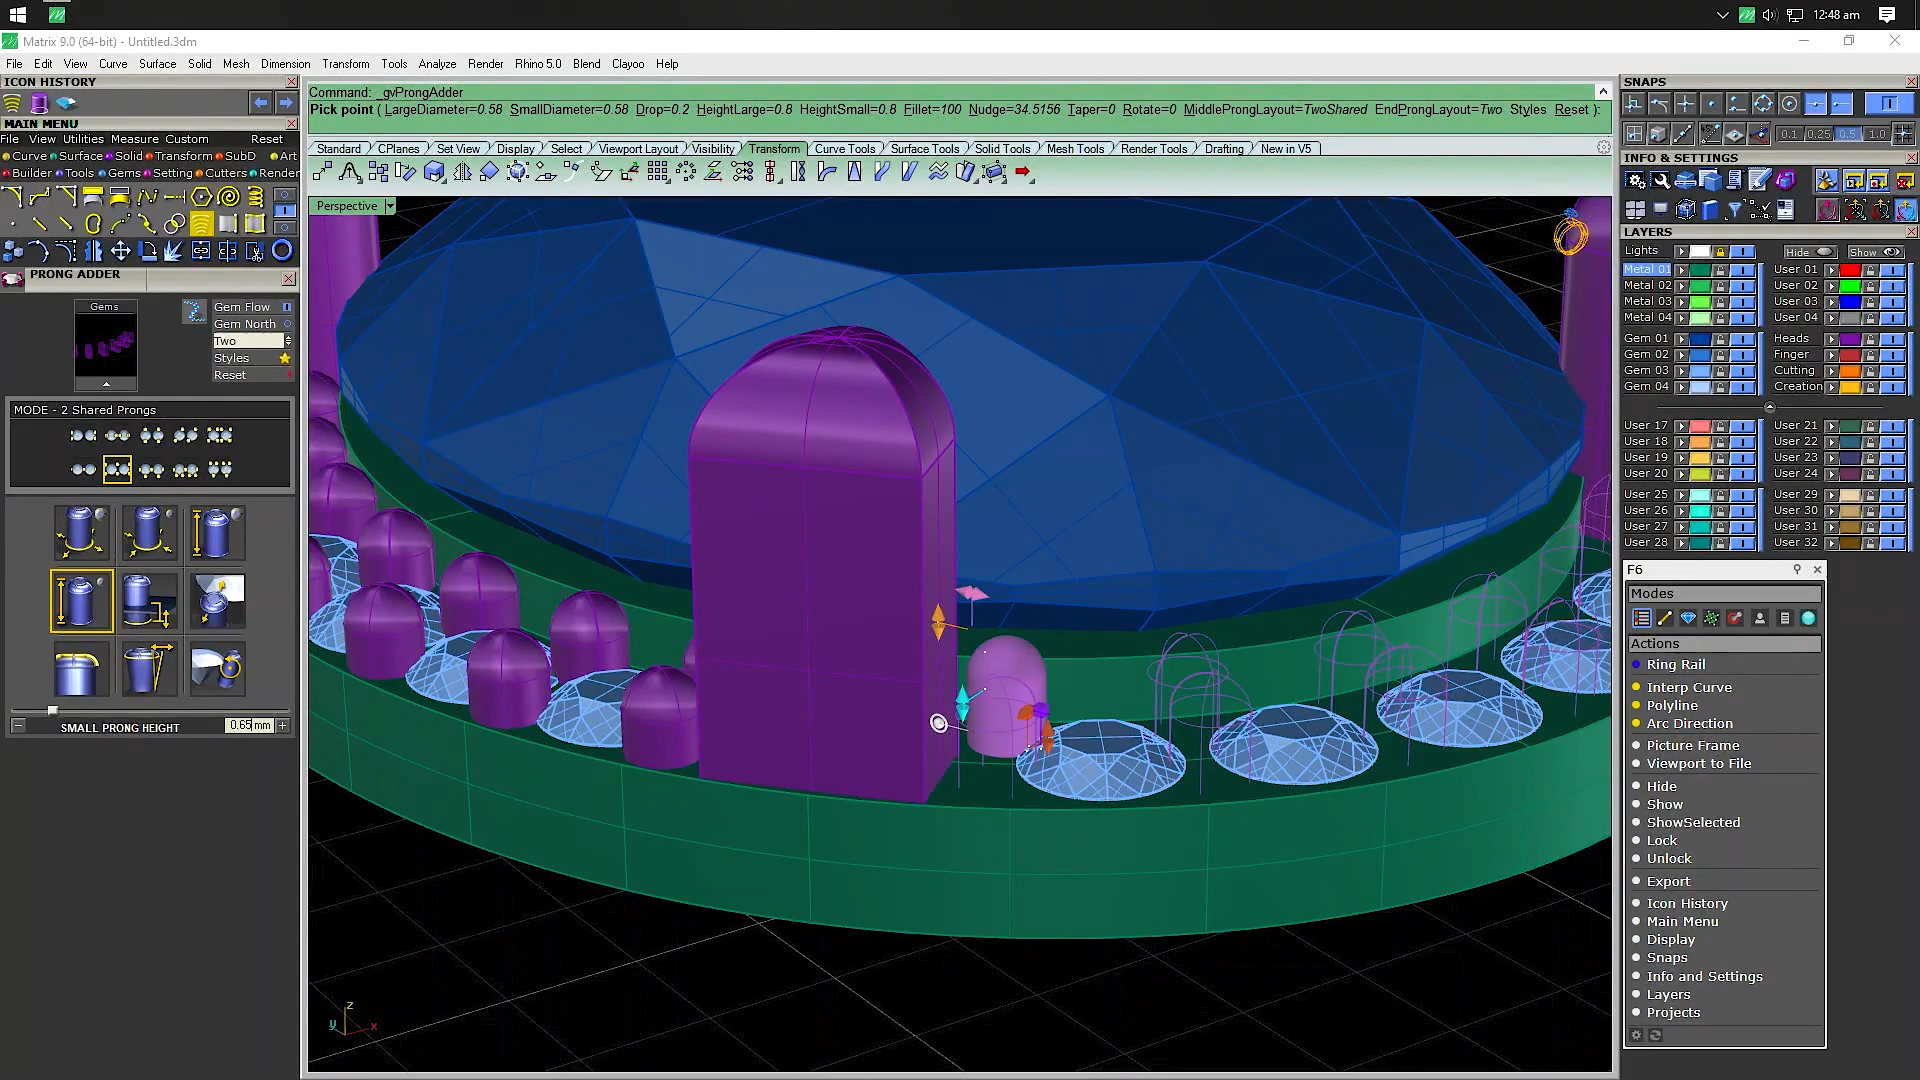 12:48 am
Matrix 9.0 (64-bit) - Untitled.3dm
File Edit View Curve Surface Solid Mesh Dimension Transform Tools Analyze Render Rhino 5.0 Blend Clayoo Help
ICON HISTORY
MAIN MENU
File View Utilities Measure Custom Reset
Curve Surface Solid Transform SubD Art
Builder Tools Gems Setting Cutters Render
PRONG ADDER
Gems
Gem Flow
Gem North
Two
Styles
Reset
MODE - 2 Shared Prongs
SMALL PRONG HEIGHT 0.65 mm
Command: _gvProngAdder
Pick point ( LargeDiameter=0.58 SmallDiameter=0.58 Drop=0.2 HeightLarge=0.8 HeightSmall=0.8 Fillet=100 Nudge=34.5156 Taper=0 Rotate=0 MiddleProngLayout=TwoShared EndProngLayout=Two Styles Reset ):
Standard CPlanes Set View Display Select Viewport Layout Visibility Transform Curve Tools Surface Tools Solid Tools Mesh Tools Render Tools Drafting New in V5
Perspective
z
y
x
SNAPS
0.1 0.25 0.5 1.0
INFO & SETTINGS
LAYERS
Lights Hide Show
Metal 01 User 01
Metal 02 User 02
Metal 03 User 03
Metal 04 User 04
Gem 01 Heads
Gem 02 Finger
Gem 03 Cutting
Gem 04 Creation
User 17 User 21
User 18 User 22
User 19 User 23
User 20 User 24
User 25 User 29
User 26 User 30
User 27 User 31
User 28 User 32
F6
Modes
Actions
Ring Rail
Interp Curve
Polyline
Arc Direction
Picture Frame
Viewport to File
Hide
Show
ShowSelected
Lock
Unlock
Export
Icon History
Main Menu
Display
Snaps
Info and Settings
Layers
Projects